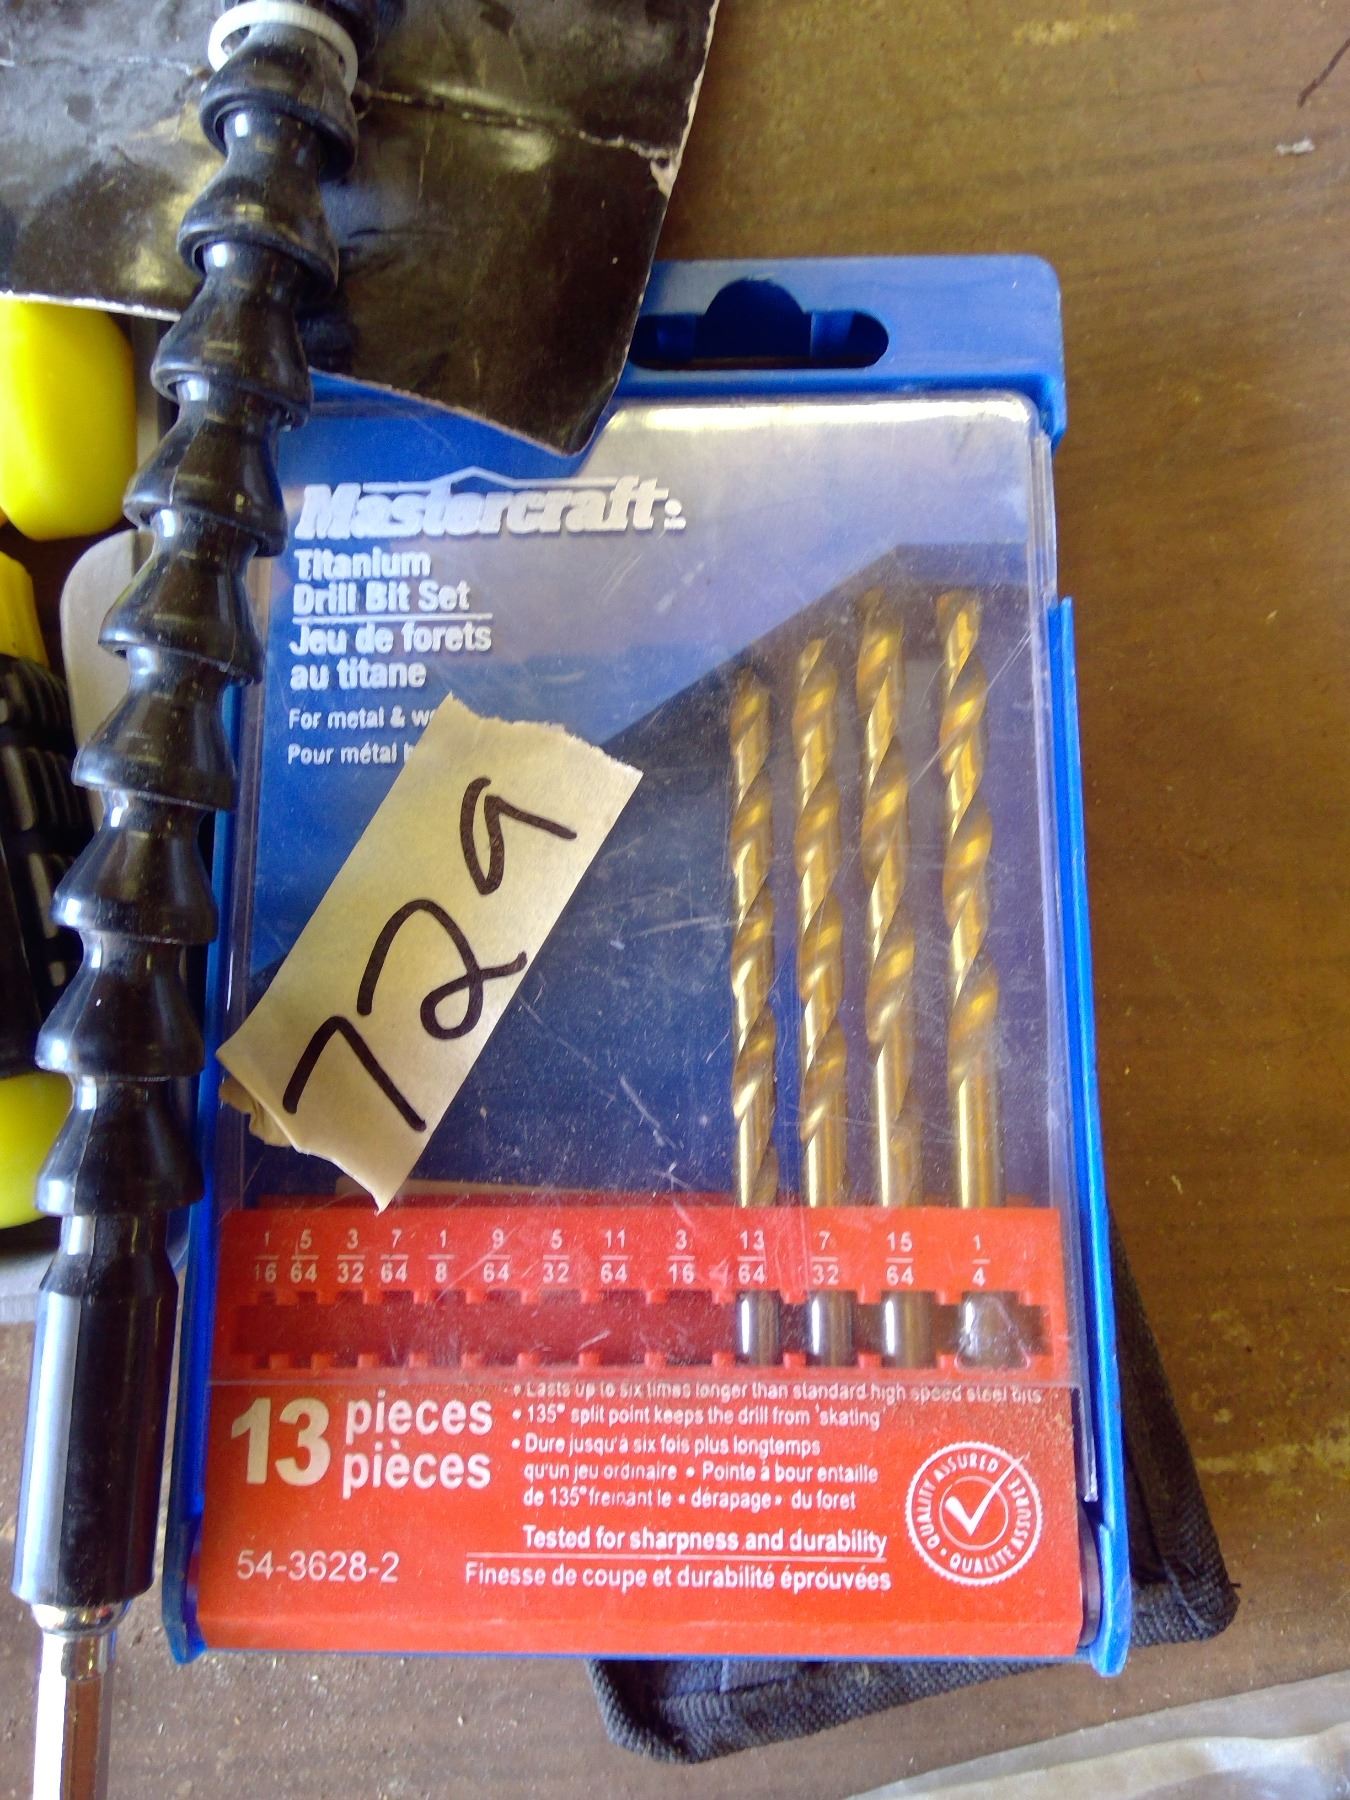 Mastercraft
Titanium
Drill Bit Set
Jeu de forets
au titane
For metal &
Pour métal
729
1/16 5/64 3/32 7/64 1/8 9/64 5/32 11/64 3/16 13/64 7/32 15/64 1/4
13 pieces
pièces
• Lasts up to six times longer than standard high speed steel bits
• 135° split point keeps the drill from 'skating'
• Dure jusqu'à six fois plus longtemps
qu'un jeu ordinaire • Pointe à bour entaille
de 135° freinant le « dérapage » du foret
54-3628-2
Tested for sharpness and durability
Finesse de coupe et durabilité éprouvées
QUALITY ASSURED • QUALITÉ ASSURÉE •